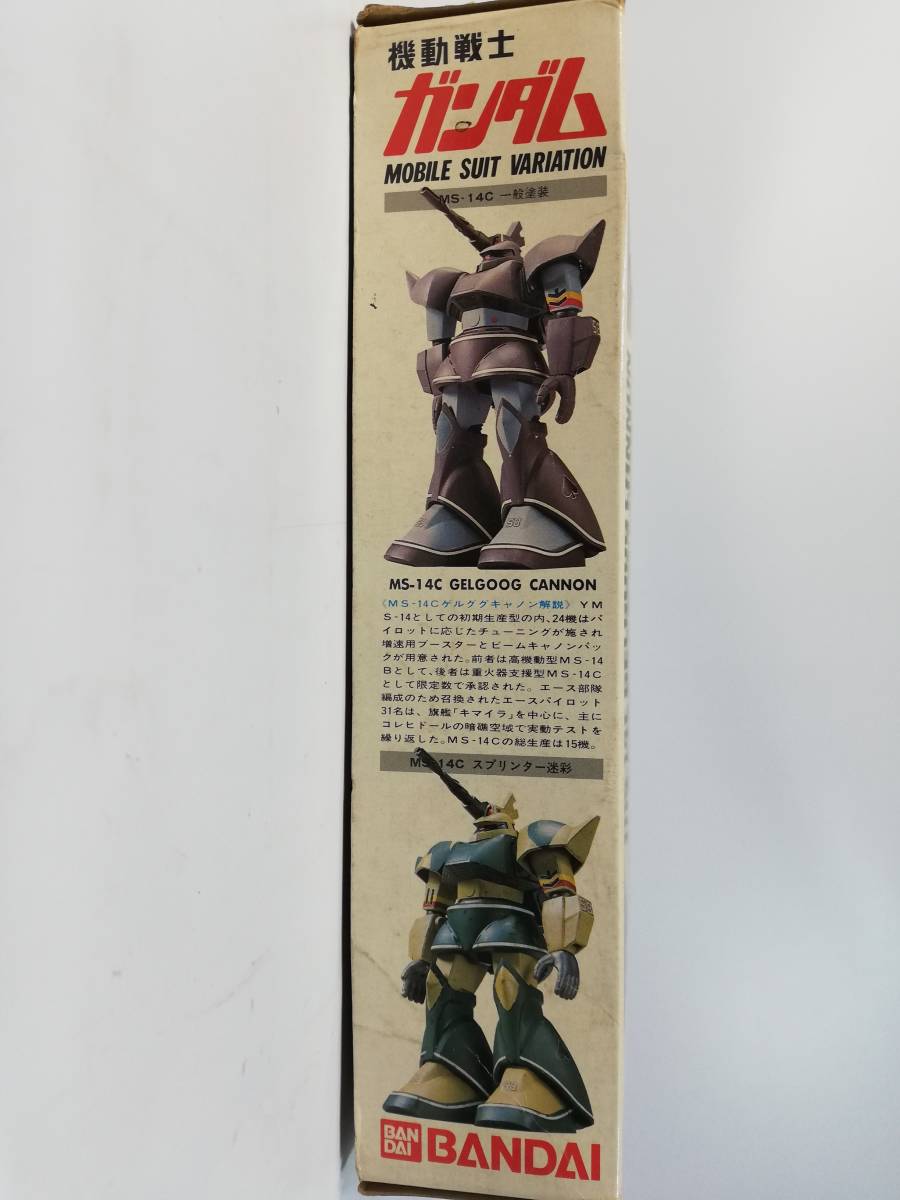 機動戦士
ガンダム
MOBILE SUIT VARIATION
MS-14C 一般塗装
58
58
MS-14C GELGOOG CANNON
《MS-14Cゲルググキャノン解説》 YM
S-14としての初期生産型の内、24機はパ
イロットに応じたチューニングが施され
増速用ブースターとビームキャノンパッ
クが用意された。前者は高機動型MS-14
Bとして、後者は重火器支援型MS-14C
として限定数で承認された。エース部隊
編成のため召換されたエースパイロット
31名は、旗艦「キマイラ」を中心に、主に
コレヒドールの暗礁空域で実動テストを
繰り返した。MS-14Cの総生産は15機。
MS-14C スプリンター迷彩
BAN
DAI
BANDAI